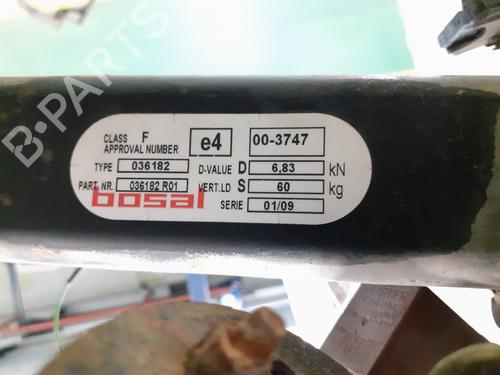 CLASS F e4 00-3747
APPROVAL NUMBER
TYPE 036182 D-VALUE D 6,83 kN
PART. NR. 036182 R01 VERT.LD S 60 kg
bosal SERIE 01/09